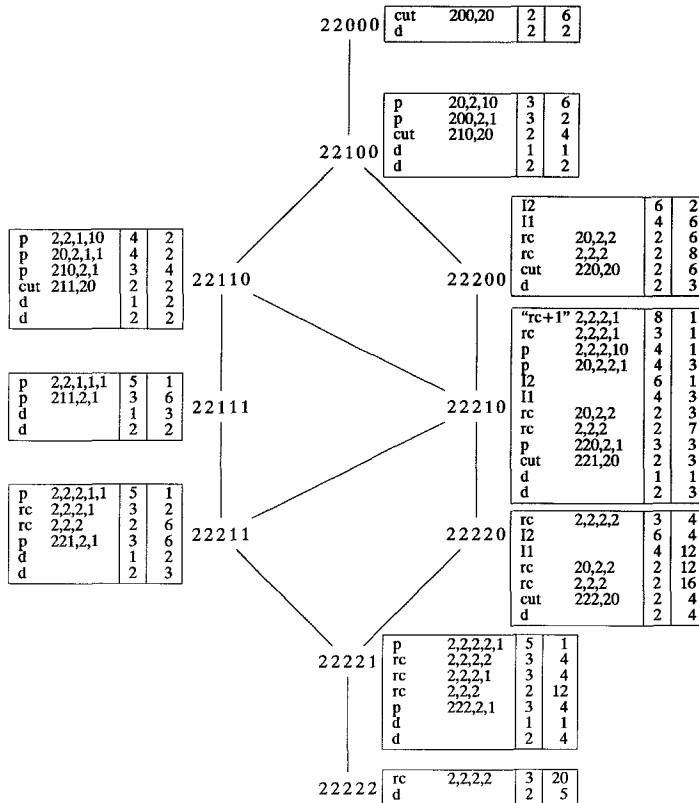 22000
cut 200,20 2 6
d 2 2
22100
p 20,2,10 3 6
p 200,2,1 3 2
cut 210,20 2 4
d 1 1
d 2 2
p 2,2,1,10 4 2
p 20,2,1,1 4 2
p 210,2,1 3 4
cut 211,20 2 2
d 1 2
d 2 2
22110
22200
I2 6 2
I1 4 6
rc 20,2,2 2 6
rc 2,2,2 2 8
cut 220,20 2 6
d 2 3
p 2,2,1,1,1 5 1
p 211,2,1 3 6
d 1 3
d 2 2
22111
22210
"rc+1" 2,2,2,1 8 1
rc 2,2,2,1 3 1
p 2,2,2,10 4 1
p 20,2,2,1 4 3
I2 6 1
I1 4 3
rc 20,2,2 2 3
rc 2,2,2 2 7
p 220,2,1 3 3
cut 221,20 2 3
d 1 1
d 2 3
p 2,2,2,1,1 5 1
rc 2,2,2,1 3 2
rc 2,2,2 2 6
p 221,2,1 3 6
d 1 2
d 2 3
22211
22220
rc 2,2,2,2 3 4
I2 6 4
I1 4 12
rc 20,2,2 2 12
rc 2,2,2 2 16
cut 222,20 2 4
d 2 4
22221
p 2,2,2,2,1 5 1
rc 2,2,2,2 3 4
rc 2,2,2,1 3 4
rc 2,2,2 2 12
p 222,2,1 3 4
d 1 1
d 2 4
22222
rc 2,2,2,2 3 20
d 2 5